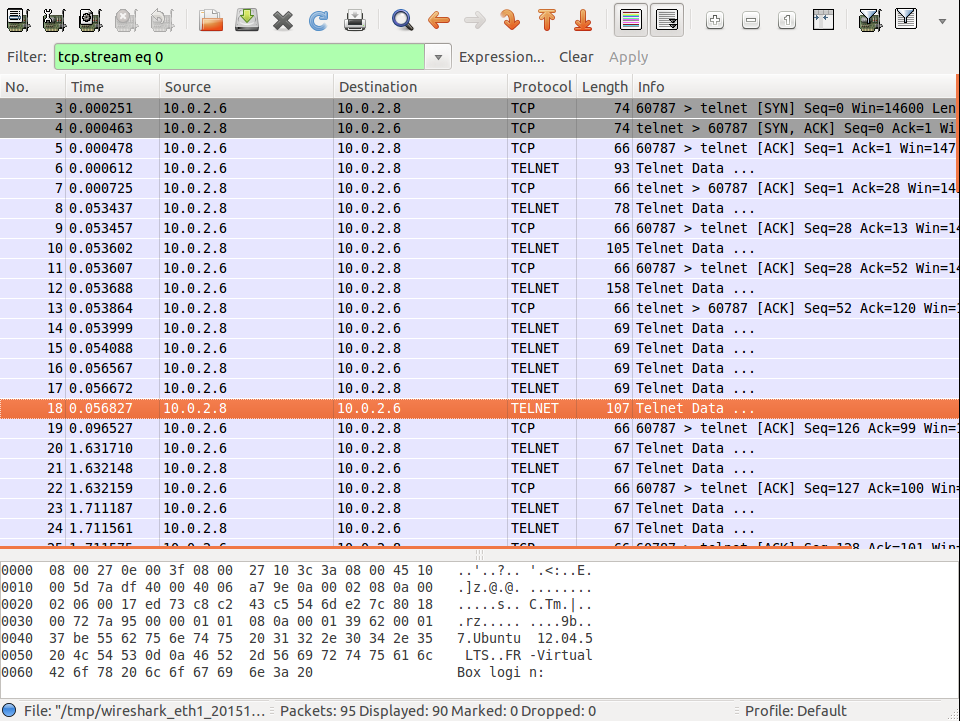 Filter: tcp.stream eq 0 Expression... Clear Apply
No. Time Source Destination Protocol Length Info
3 0.000251 10.0.2.6 10.0.2.8 TCP 74 60787 > telnet [SYN] Seq=0 Win=14600 Len
4 0.000463 10.0.2.8 10.0.2.6 TCP 74 telnet > 60787 [SYN, ACK] Seq=0 Ack=1 Wi
5 0.000478 10.0.2.6 10.0.2.8 TCP 66 60787 > telnet [ACK] Seq=1 Ack=1 Win=147
6 0.000612 10.0.2.6 10.0.2.8 TELNET 93 Telnet Data ...
7 0.000725 10.0.2.8 10.0.2.6 TCP 66 telnet > 60787 [ACK] Seq=1 Ack=28 Win=14
8 0.053437 10.0.2.8 10.0.2.6 TELNET 78 Telnet Data ...
9 0.053457 10.0.2.6 10.0.2.8 TCP 66 60787 > telnet [ACK] Seq=28 Ack=13 Win=14
10 0.053602 10.0.2.8 10.0.2.6 TELNET 105 Telnet Data ...
11 0.053607 10.0.2.6 10.0.2.8 TCP 66 60787 > telnet [ACK] Seq=28 Ack=52 Win=14
12 0.053688 10.0.2.6 10.0.2.8 TELNET 158 Telnet Data ...
13 0.053864 10.0.2.8 10.0.2.6 TCP 66 telnet > 60787 [ACK] Seq=52 Ack=120 Win=1
14 0.053999 10.0.2.8 10.0.2.6 TELNET 69 Telnet Data ...
15 0.054088 10.0.2.6 10.0.2.8 TELNET 69 Telnet Data ...
16 0.056567 10.0.2.8 10.0.2.6 TELNET 69 Telnet Data ...
17 0.056672 10.0.2.6 10.0.2.8 TELNET 69 Telnet Data ...
18 0.056827 10.0.2.8 10.0.2.6 TELNET 107 Telnet Data ...
19 0.096527 10.0.2.6 10.0.2.8 TCP 66 60787 > telnet [ACK] Seq=126 Ack=99 Win=1
20 1.631710 10.0.2.6 10.0.2.8 TELNET 67 Telnet Data ...
21 1.632148 10.0.2.8 10.0.2.6 TELNET 67 Telnet Data ...
22 1.632159 10.0.2.6 10.0.2.8 TCP 66 60787 > telnet [ACK] Seq=127 Ack=100 Win=
23 1.711187 10.0.2.6 10.0.2.8 TELNET 67 Telnet Data ...
24 1.711561 10.0.2.8 10.0.2.6 TELNET 67 Telnet Data ...
25 1.711575 10.0.2.6 10.0.2.8 TCP 66 60787 > telnet [ACK] Seq=128 Ack=101 Win=
0000 08 00 27 0e 00 3f 08 00 27 10 3c 3a 08 00 45 10 ..'..?.. '.<:..E.
0010 00 5d 7a df 40 00 40 06 a7 9e 0a 00 02 08 0a 00 .]z.@.@. ........
0020 02 06 00 17 ed 73 c8 c2 43 c5 54 6d e2 7c 80 18 .....s.. C.Tm.|..
0030 00 72 7a 95 00 00 01 01 08 0a 00 01 39 62 00 01 .rz..... ....9b..
0040 37 be 55 62 75 6e 74 75 20 31 32 2e 30 34 2e 35 7.Ubuntu 12.04.5
0050 20 4c 54 53 0d 0a 46 52 2d 56 69 72 74 75 61 6c LTS..FR -Virtual
0060 42 6f 78 20 6c 6f 67 69 6e 3a 20 Box logi n:
File: "/tmp/wireshark_eth1_20151... Packets: 95 Displayed: 90 Marked: 0 Dropped: 0 Profile: Default